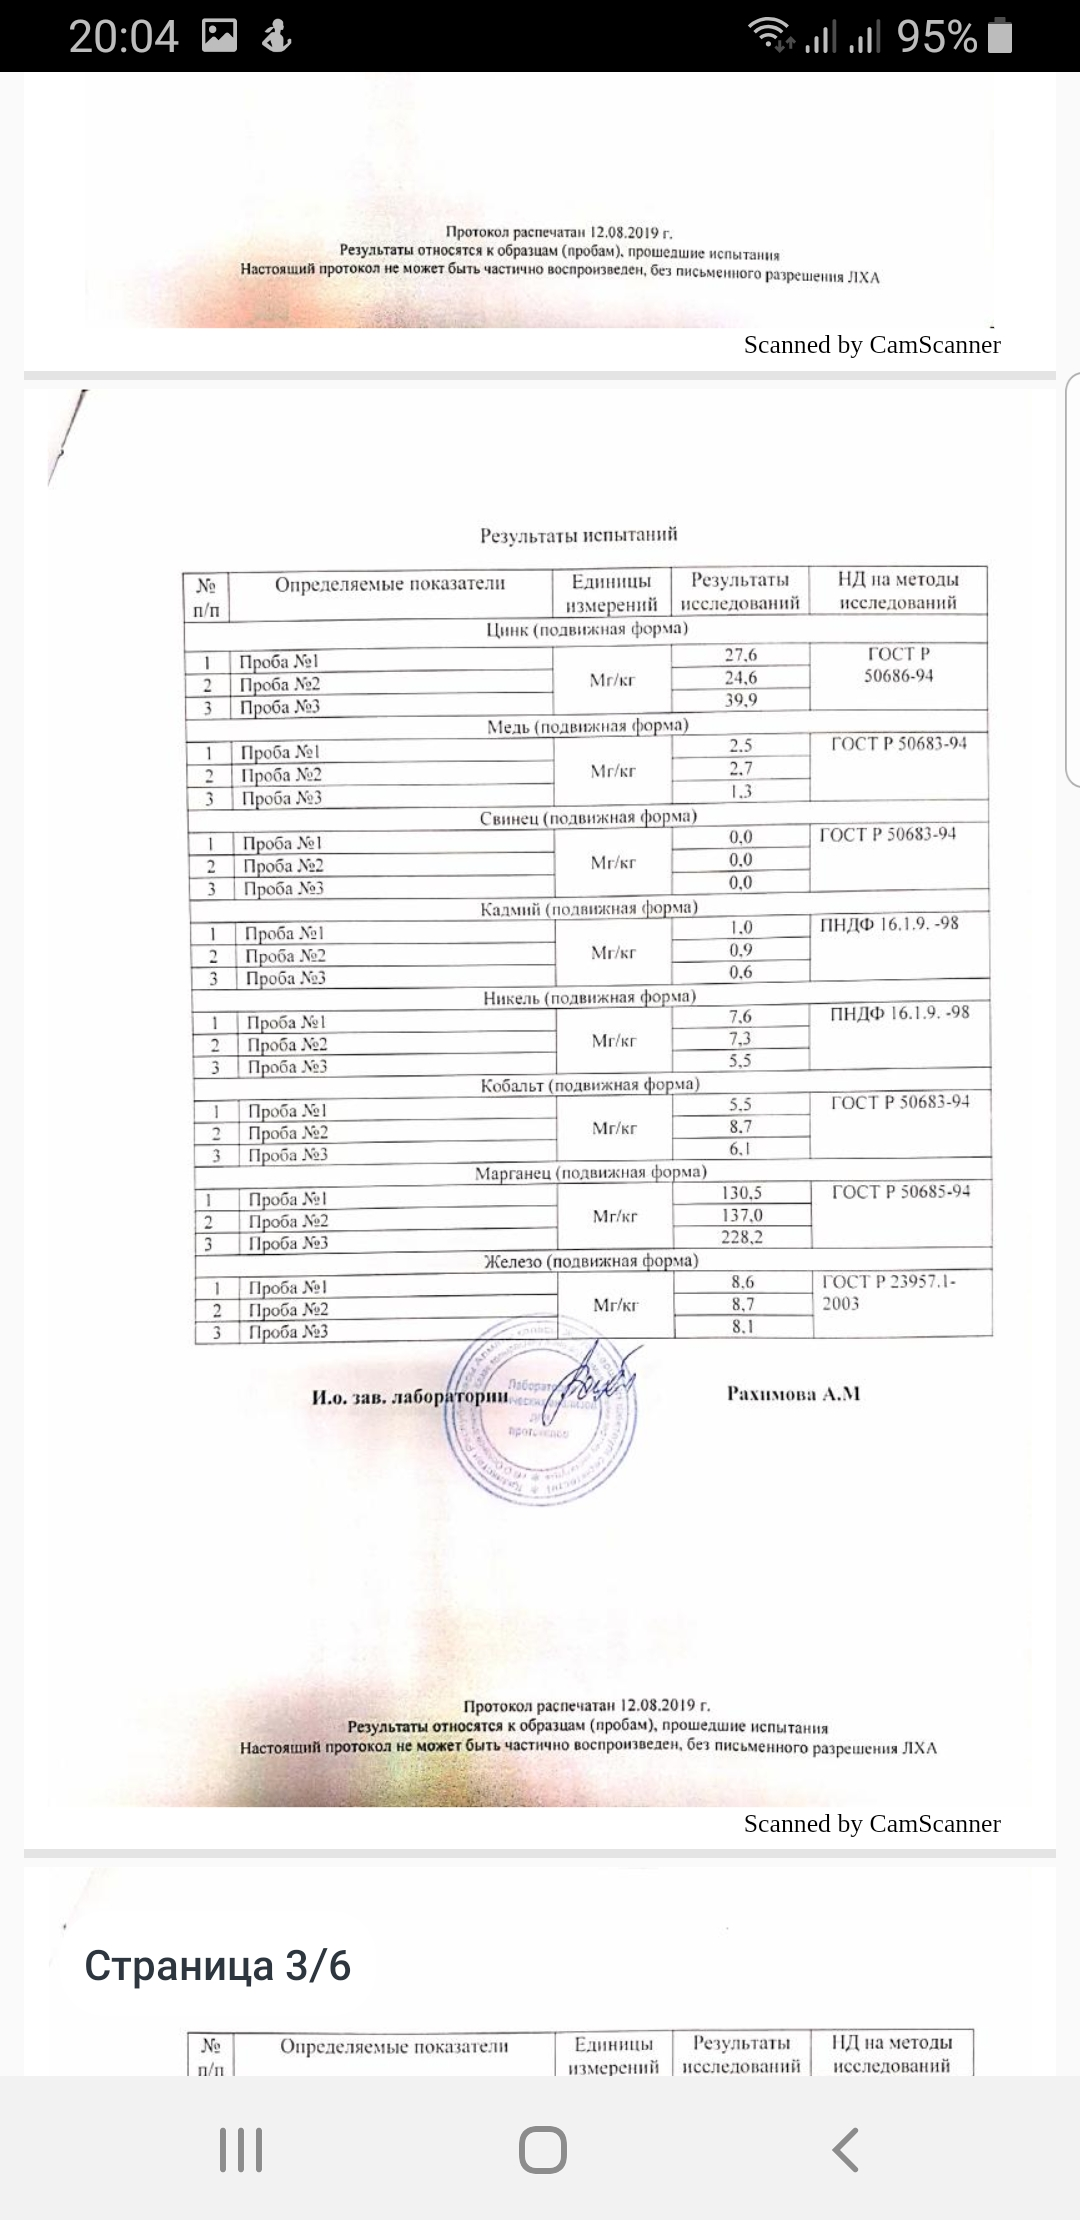 20:04 95%
Протокол распечатан 12.08.2019 г.
Результаты относятся к образцам (пробам), прошедшие испытания
Настоящий протокол не может быть частично воспроизведен, без письменного разрешения ЛХА
Scanned by CamScanner
Результаты испытаний
№ п/п Определяемые показатели Единицы измерений Результаты исследований НД на методы исследований
Цинк (подвижная форма)
1 Проба №1 Мг/кг 27,6 ГОСТ Р 50686-94
2 Проба №2 24,6
3 Проба №3 39,9
Медь (подвижная форма)
1 Проба №1 Мг/кг 2.5 ГОСТ Р 50683-94
2 Проба №2 2,7
3 Проба №3 1,3
Свинец (подвижная форма)
1 Проба №1 Мг/кг 0,0 ГОСТ Р 50683-94
2 Проба №2 0,0
3 Проба №3 0,0
Кадмий (подвижная форма)
1 Проба №1 Мг/кг 1,0 ПНДФ 16.1.9. -98
2 Проба №2 0,9
3 Проба №3 0,6
Никель (подвижная форма)
1 Проба №1 Мг/кг 7,6 ПНДФ 16.1.9. -98
2 Проба №2 7,3
3 Проба №3 5,5
Кобальт (подвижная форма)
1 Проба №1 Мг/кг 5,5 ГОСТ Р 50683-94
2 Проба №2 8,7
3 Проба №3 6,1
Марганец (подвижная форма)
1 Проба №1 Мг/кг 130,5 ГОСТ Р 50685-94
2 Проба №2 137,0
3 Проба №3 228,2
Железо (подвижная форма)
1 Проба №1 Мг/кг 8,6 ГОСТ Р 23957.1-2003
2 Проба №2 8,7
3 Проба №3 8,1
И.о. зав. лаборатории Рахимова А.М
Протокол распечатан 12.08.2019 г.
Результаты относятся к образцам (пробам), прошедшие испытания
Настоящий протокол не может быть частично воспроизведен, без письменного разрешения ЛХА
Scanned by CamScanner
Страница 3/6
№ п/п Определяемые показатели Единицы измерений Результаты исследований НД на методы исследований